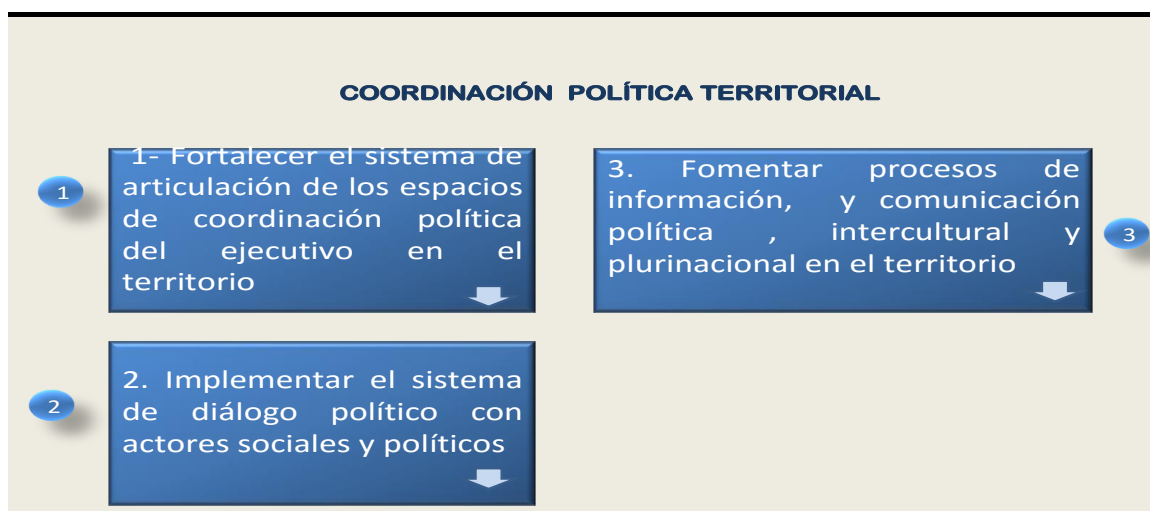 COORDINACIÓN POLÍTICA TERRITORIAL
1
1- Fortalecer el sistema de
articulación de los espacios
de coordinación política
del ejecutivo en el
territorio
2
2. Implementar el sistema
de diálogo político con
actores sociales y políticos
3. Fomentar procesos de
información, y comunicación
política , intercultural y
plurinacional en el territorio
3